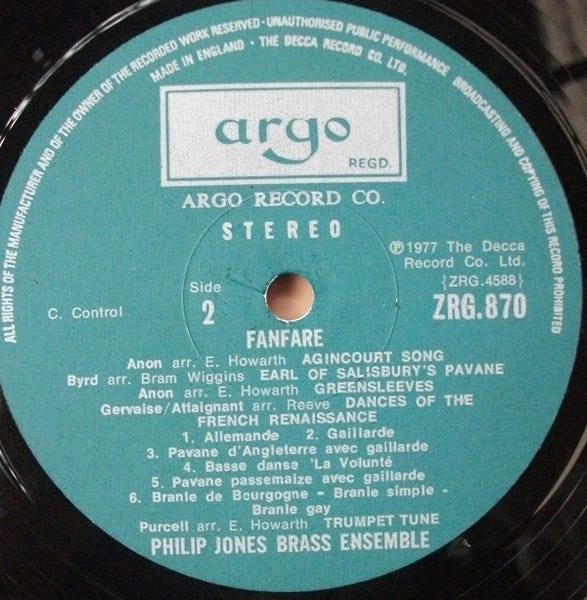 ALL RIGHTS OF THE MANUFACTURER AND OF THE OWNER OF THE RECORDED WORK RESERVED · UNAUTHORISED PUBLIC PERFORMANCE BROADCASTING AND COPYING OF THIS RECORD PROHIBITED
MADE IN ENGLAND · THE DECCA RECORD CO. LTD.
argo
REGD.
ARGO RECORD CO.
STEREO
Ⓟ 1977 The Decca
Record Co. Ltd.
Side
{ZRG.4588}
C. Control
2
ZRG.870
FANFARE
Anon arr. E. Howarth AGINCOURT SONG
Byrd arr. Bram Wiggins EARL OF SALISBURY'S PAVANE
Anon arr. E. Howarth GREENSLEEVES
Gervaise/Attaignant arr. Reeve DANCES OF THE
FRENCH RENAISSANCE
1. Allemande 2. Gaillarde
3. Pavane d'Angleterre avec gaillarde
4. Basse danse 'La Volunté
5. Pavane passemaize avec gaillarde
6. Branle de Bourgogne - Branle simple -
Branle gay
Purcell arr. E. Howarth TRUMPET TUNE
PHILIP JONES BRASS ENSEMBLE